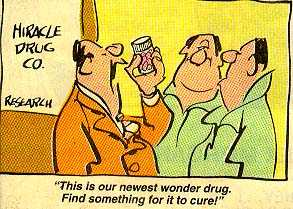 MIRACLE
DRUG
CO.
RESEARCH
"This is our newest wonder drug.
Find something for it to cure!"